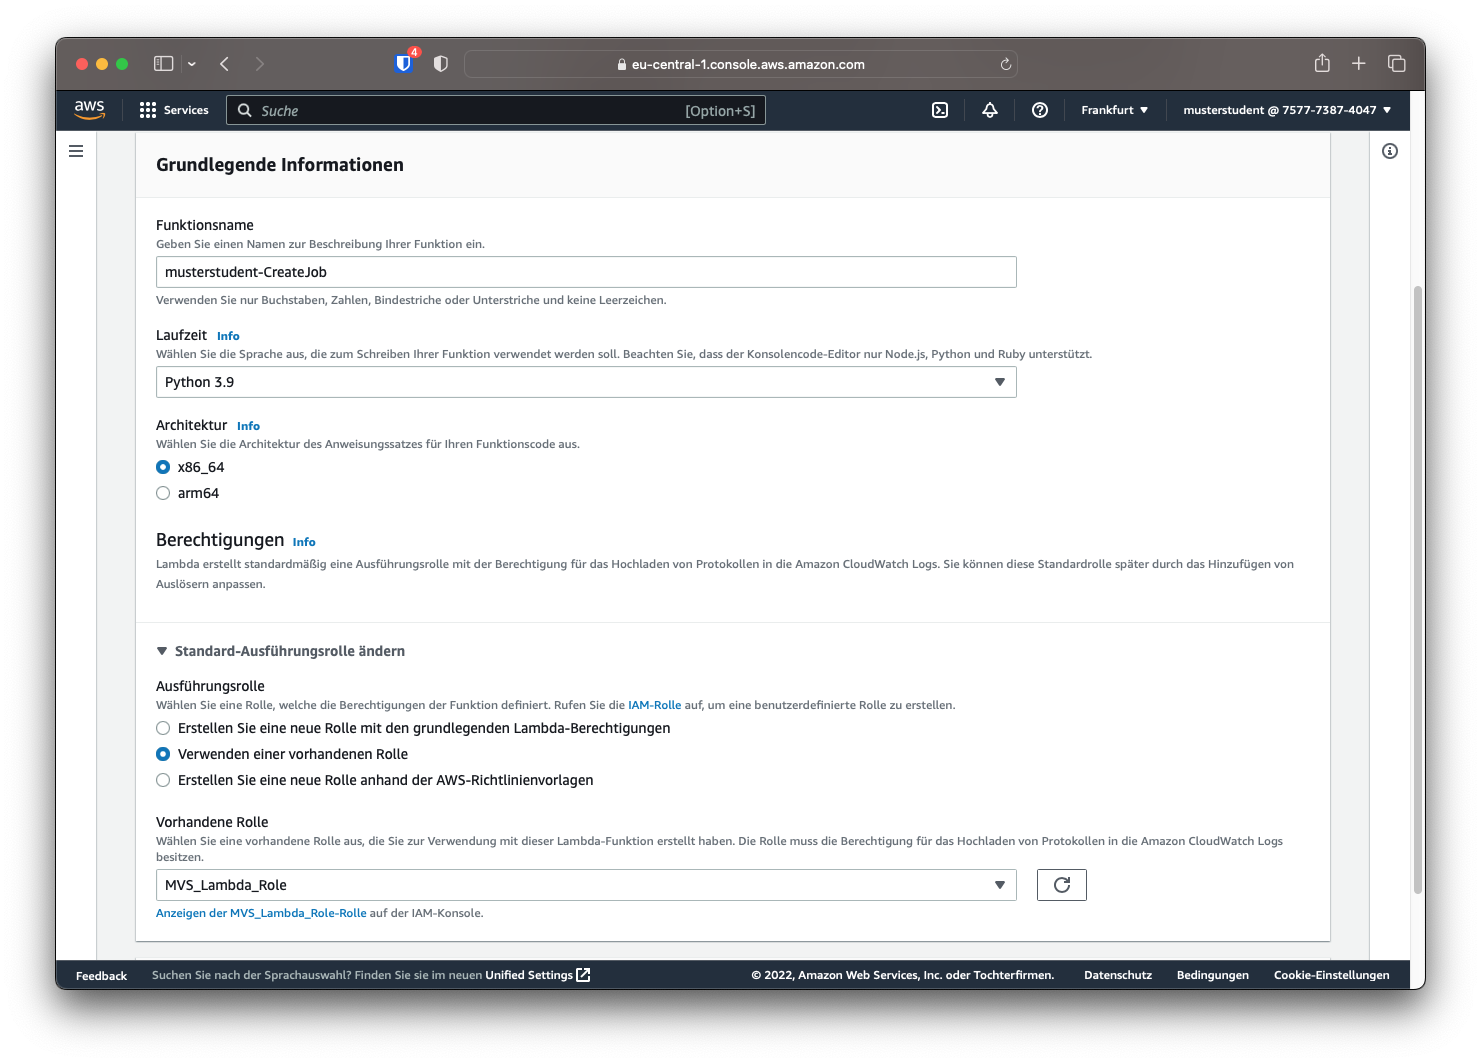 4
eu-central-1.console.aws.amazon.com
aws
Services
Suche
[Option+S]
Frankfurt
musterstudent @ 7577-7387-4047
Grundlegende Informationen
Funktionsname
Geben Sie einen Namen zur Beschreibung Ihrer Funktion ein.
musterstudent-CreateJob
Verwenden Sie nur Buchstaben, Zahlen, Bindestriche oder Unterstriche und keine Leerzeichen.
Laufzeit Info
Wählen Sie die Sprache aus, die zum Schreiben Ihrer Funktion verwendet werden soll. Beachten Sie, dass der Konsolencode-Editor nur Node.js, Python und Ruby unterstützt.
Python 3.9
Architektur Info
Wählen Sie die Architektur des Anweisungssatzes für Ihren Funktionscode aus.
x86_64
arm64
Berechtigungen Info
Lambda erstellt standardmäßig eine Ausführungsrolle mit der Berechtigung für das Hochladen von Protokollen in die Amazon CloudWatch Logs. Sie können diese Standardrolle später durch das Hinzufügen von
Auslösern anpassen.
Standard-Ausführungsrolle ändern
Ausführungsrolle
Wählen Sie eine Rolle, welche die Berechtigungen der Funktion definiert. Rufen Sie die IAM-Rolle auf, um eine benutzerdefinierte Rolle zu erstellen.
Erstellen Sie eine neue Rolle mit den grundlegenden Lambda-Berechtigungen
Verwenden einer vorhandenen Rolle
Erstellen Sie eine neue Rolle anhand der AWS-Richtlinienvorlagen
Vorhandene Rolle
Wählen Sie eine vorhandene Rolle aus, die Sie zur Verwendung mit dieser Lambda-Funktion erstellt haben. Die Rolle muss die Berechtigung für das Hochladen von Protokollen in die Amazon CloudWatch Logs
besitzen.
MVS_Lambda_Role
Anzeigen der MVS_Lambda_Role-Rolle auf der IAM-Konsole.
Feedback
Suchen Sie nach der Sprachauswahl? Finden Sie sie im neuen Unified Settings
© 2022, Amazon Web Services, Inc. oder Tochterfirmen.
Datenschutz
Bedingungen
Cookie-Einstellungen